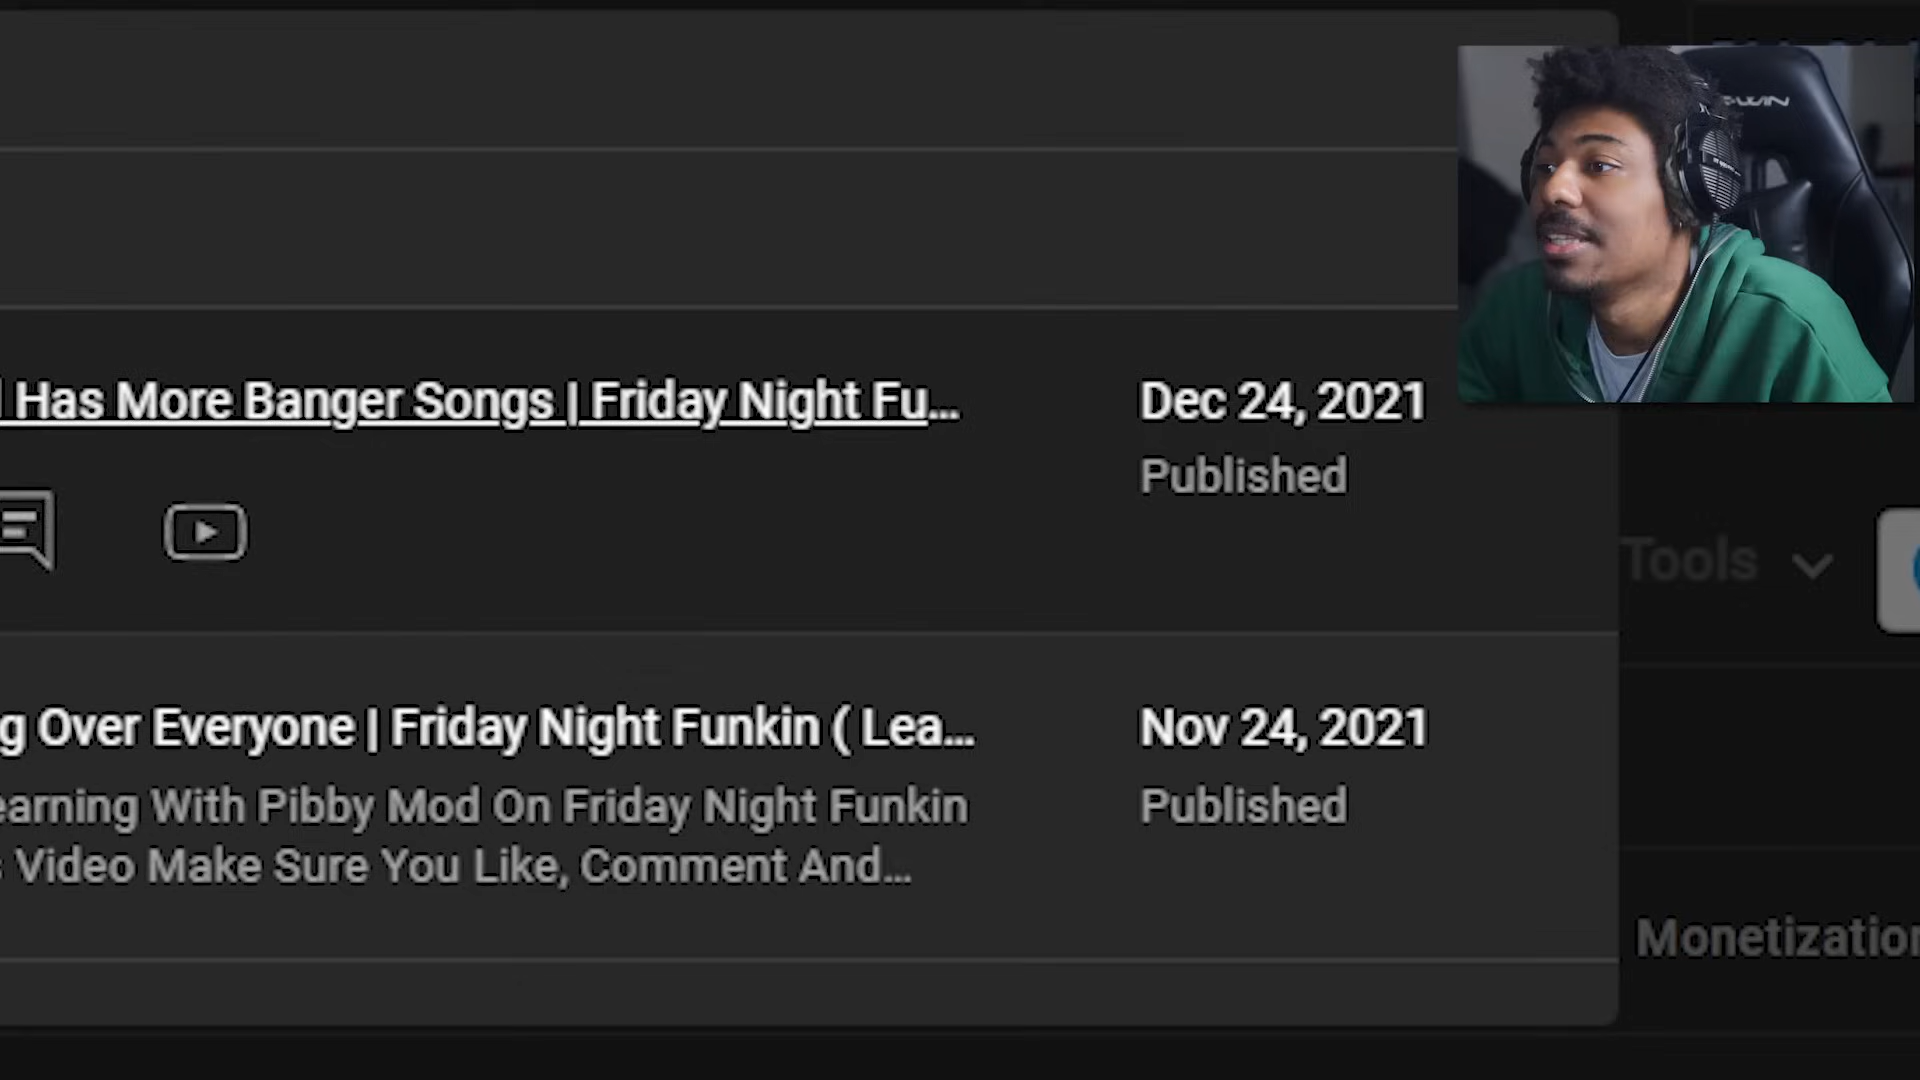 Has More Banger Songs | Friday Night Fu...
Dec 24, 2021
Published
Tools
g Over Everyone | Friday Night Funkin ( Lea...
Nov 24, 2021
earning With Pibby Mod On Friday Night Funkin
Published
s Video Make Sure You Like, Comment And...
Monetization